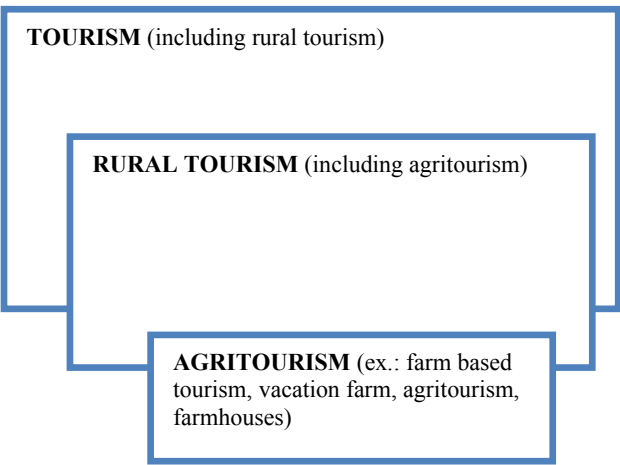 TOURISM (including rural tourism)
RURAL TOURISM (including agritourism)
AGRITOURISM (ex.: farm based
tourism, vacation farm, agritourism,
farmhouses)